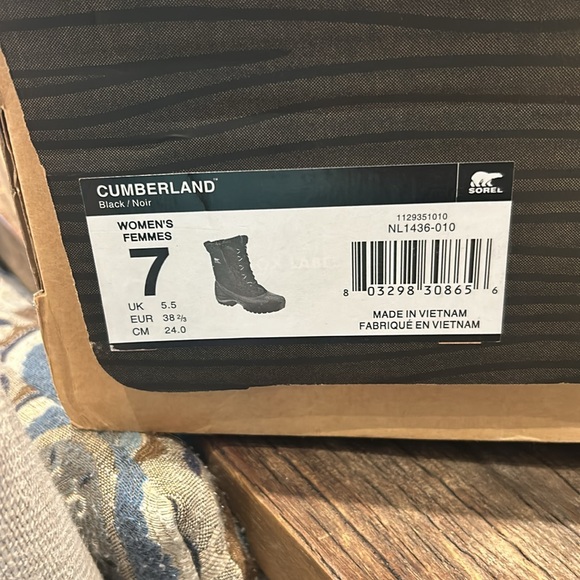 CUMBERLAND™
Black / Noir
SOREL
WOMEN'S
FEMMES
7
UK 5.5
EUR 38 2/3
CM 24.0
1129351010
NL1436-010
8 03298 30865 6
MADE IN VIETNAM
FABRIQUÉ EN VIETNAM